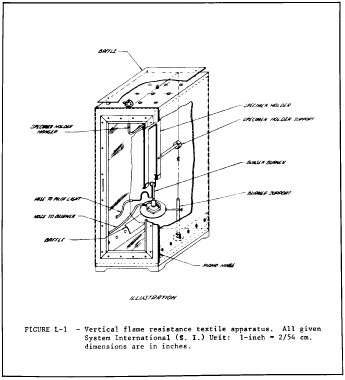 BAFFLE
SPECIMEN HOLDER
SPECIMEN HOLDER
HANGER
SPECIMEN HOLDER SUPPORT
BUNSEN BURNER
HOSE TO PILOT LIGHT
BURNER SUPPORT
HOSE TO BURNER
BAFFLE
PIANO HINGE
ILLUSTRATION
FIGURE L-1 - Vertical flame resistance textile apparatus. All given
System International (S. I.) Unit: 1-inch = 2/54 cm.
dimensions are in inches.